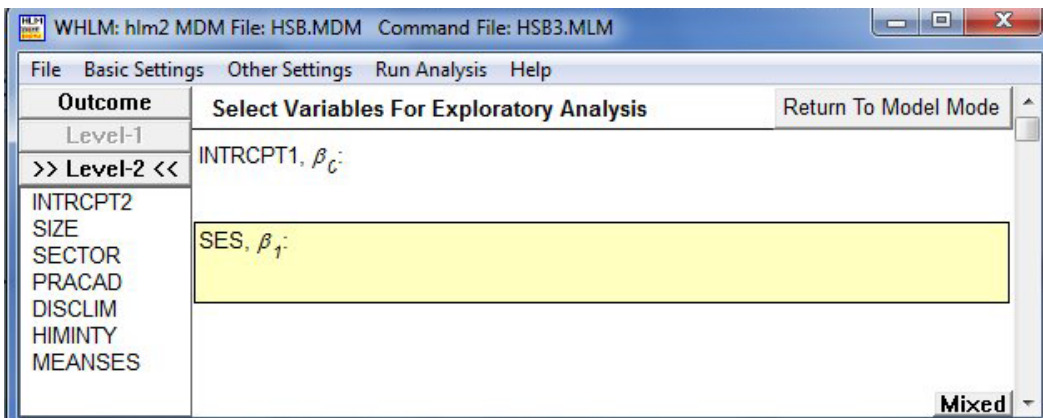 WHLM: hlm2 MDM File: HSB.MDM Command File: HSB3.MLM
File Basic Settings Other Settings Run Analysis Help
Outcome
Level-1
>> Level-2 <<
INTRCPT2
SIZE
SECTOR
PRACAD
DISCLIM
HIMINTY
MEANSES
Select Variables For Exploratory Analysis
Return To Model Mode
INTRCPT1, β0:
SES, β1:
Mixed